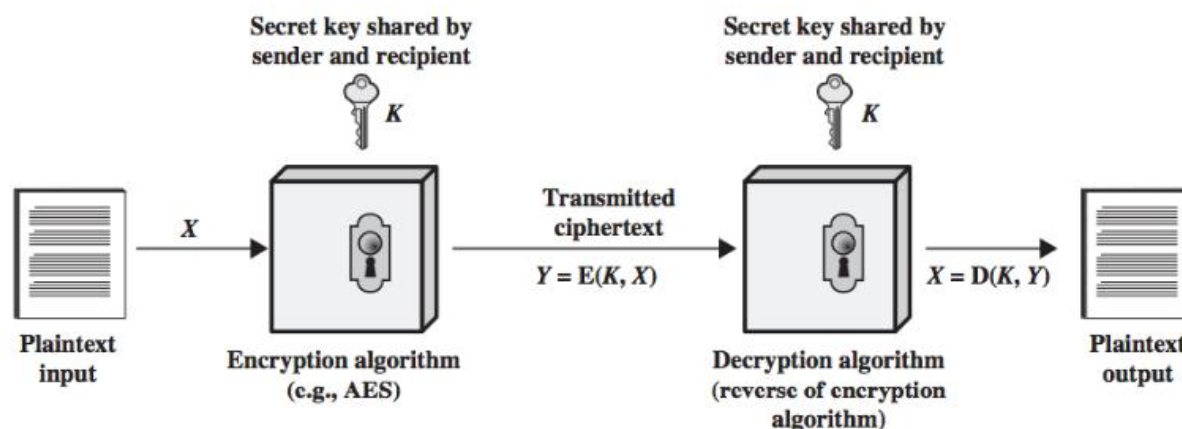 Secret key shared by
sender and recipient
K
Secret key shared by
sender and recipient
K
X
Transmitted
ciphertext
Y = E(K, X)
X = D(K, Y)
Plaintext
input
Encryption algorithm
(e.g., AES)
Decryption algorithm
(reverse of encryption
algorithm)
Plaintext
output